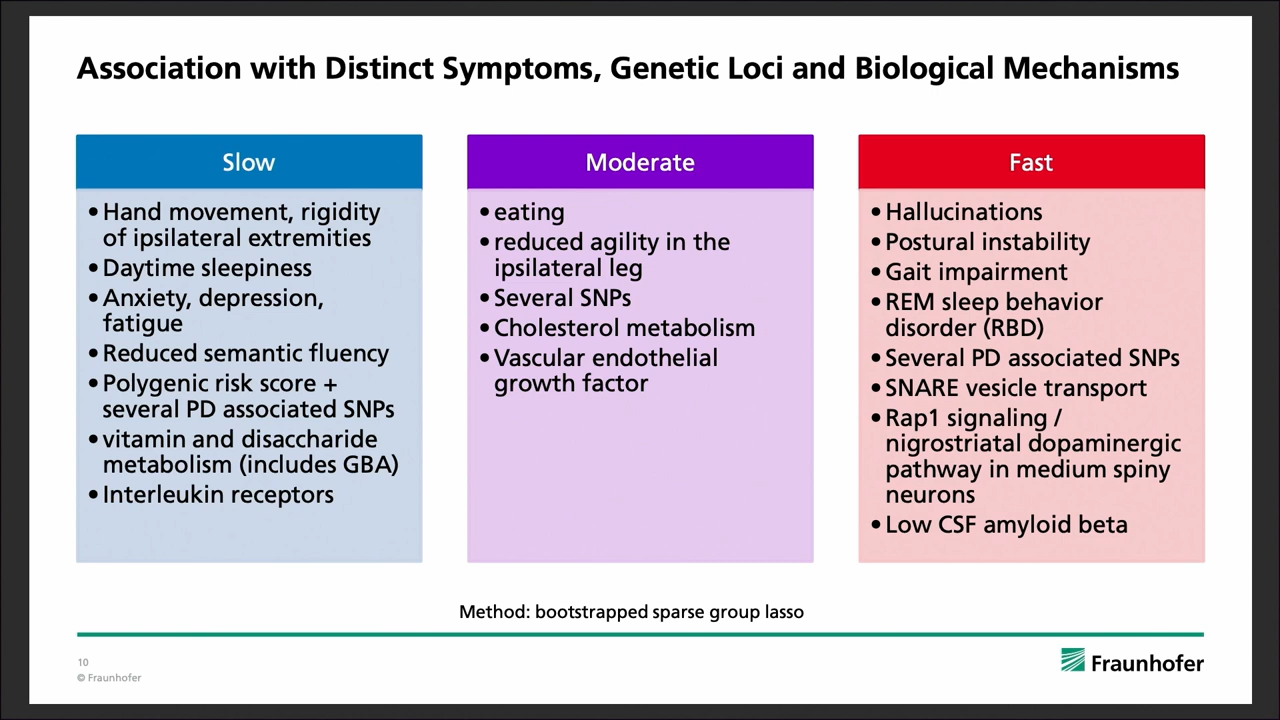 Association with Distinct Symptoms, Genetic Loci and Biological Mechanisms
Slow
• Hand movement, rigidity
of ipsilateral extremities
• Daytime sleepiness
• Anxiety, depression,
fatigue
• Reduced semantic fluency
• Polygenic risk score +
several PD associated SNPs
• vitamin and disaccharide
metabolism (includes GBA)
• Interleukin receptors
Moderate
• eating
• reduced agility in the
ipsilateral leg
• Several SNPs
• Cholesterol metabolism
• Vascular endothelial
growth factor
Fast
• Hallucinations
• Postural instability
• Gait impairment
• REM sleep behavior
disorder (RBD)
• Several PD associated SNPs
• SNARE vesicle transport
• Rap1 signaling /
nigrostriatal dopaminergic
pathway in medium spiny
neurons
• Low CSF amyloid beta
Method: bootstrapped sparse group lasso
10
© Fraunhofer
Fraunhofer